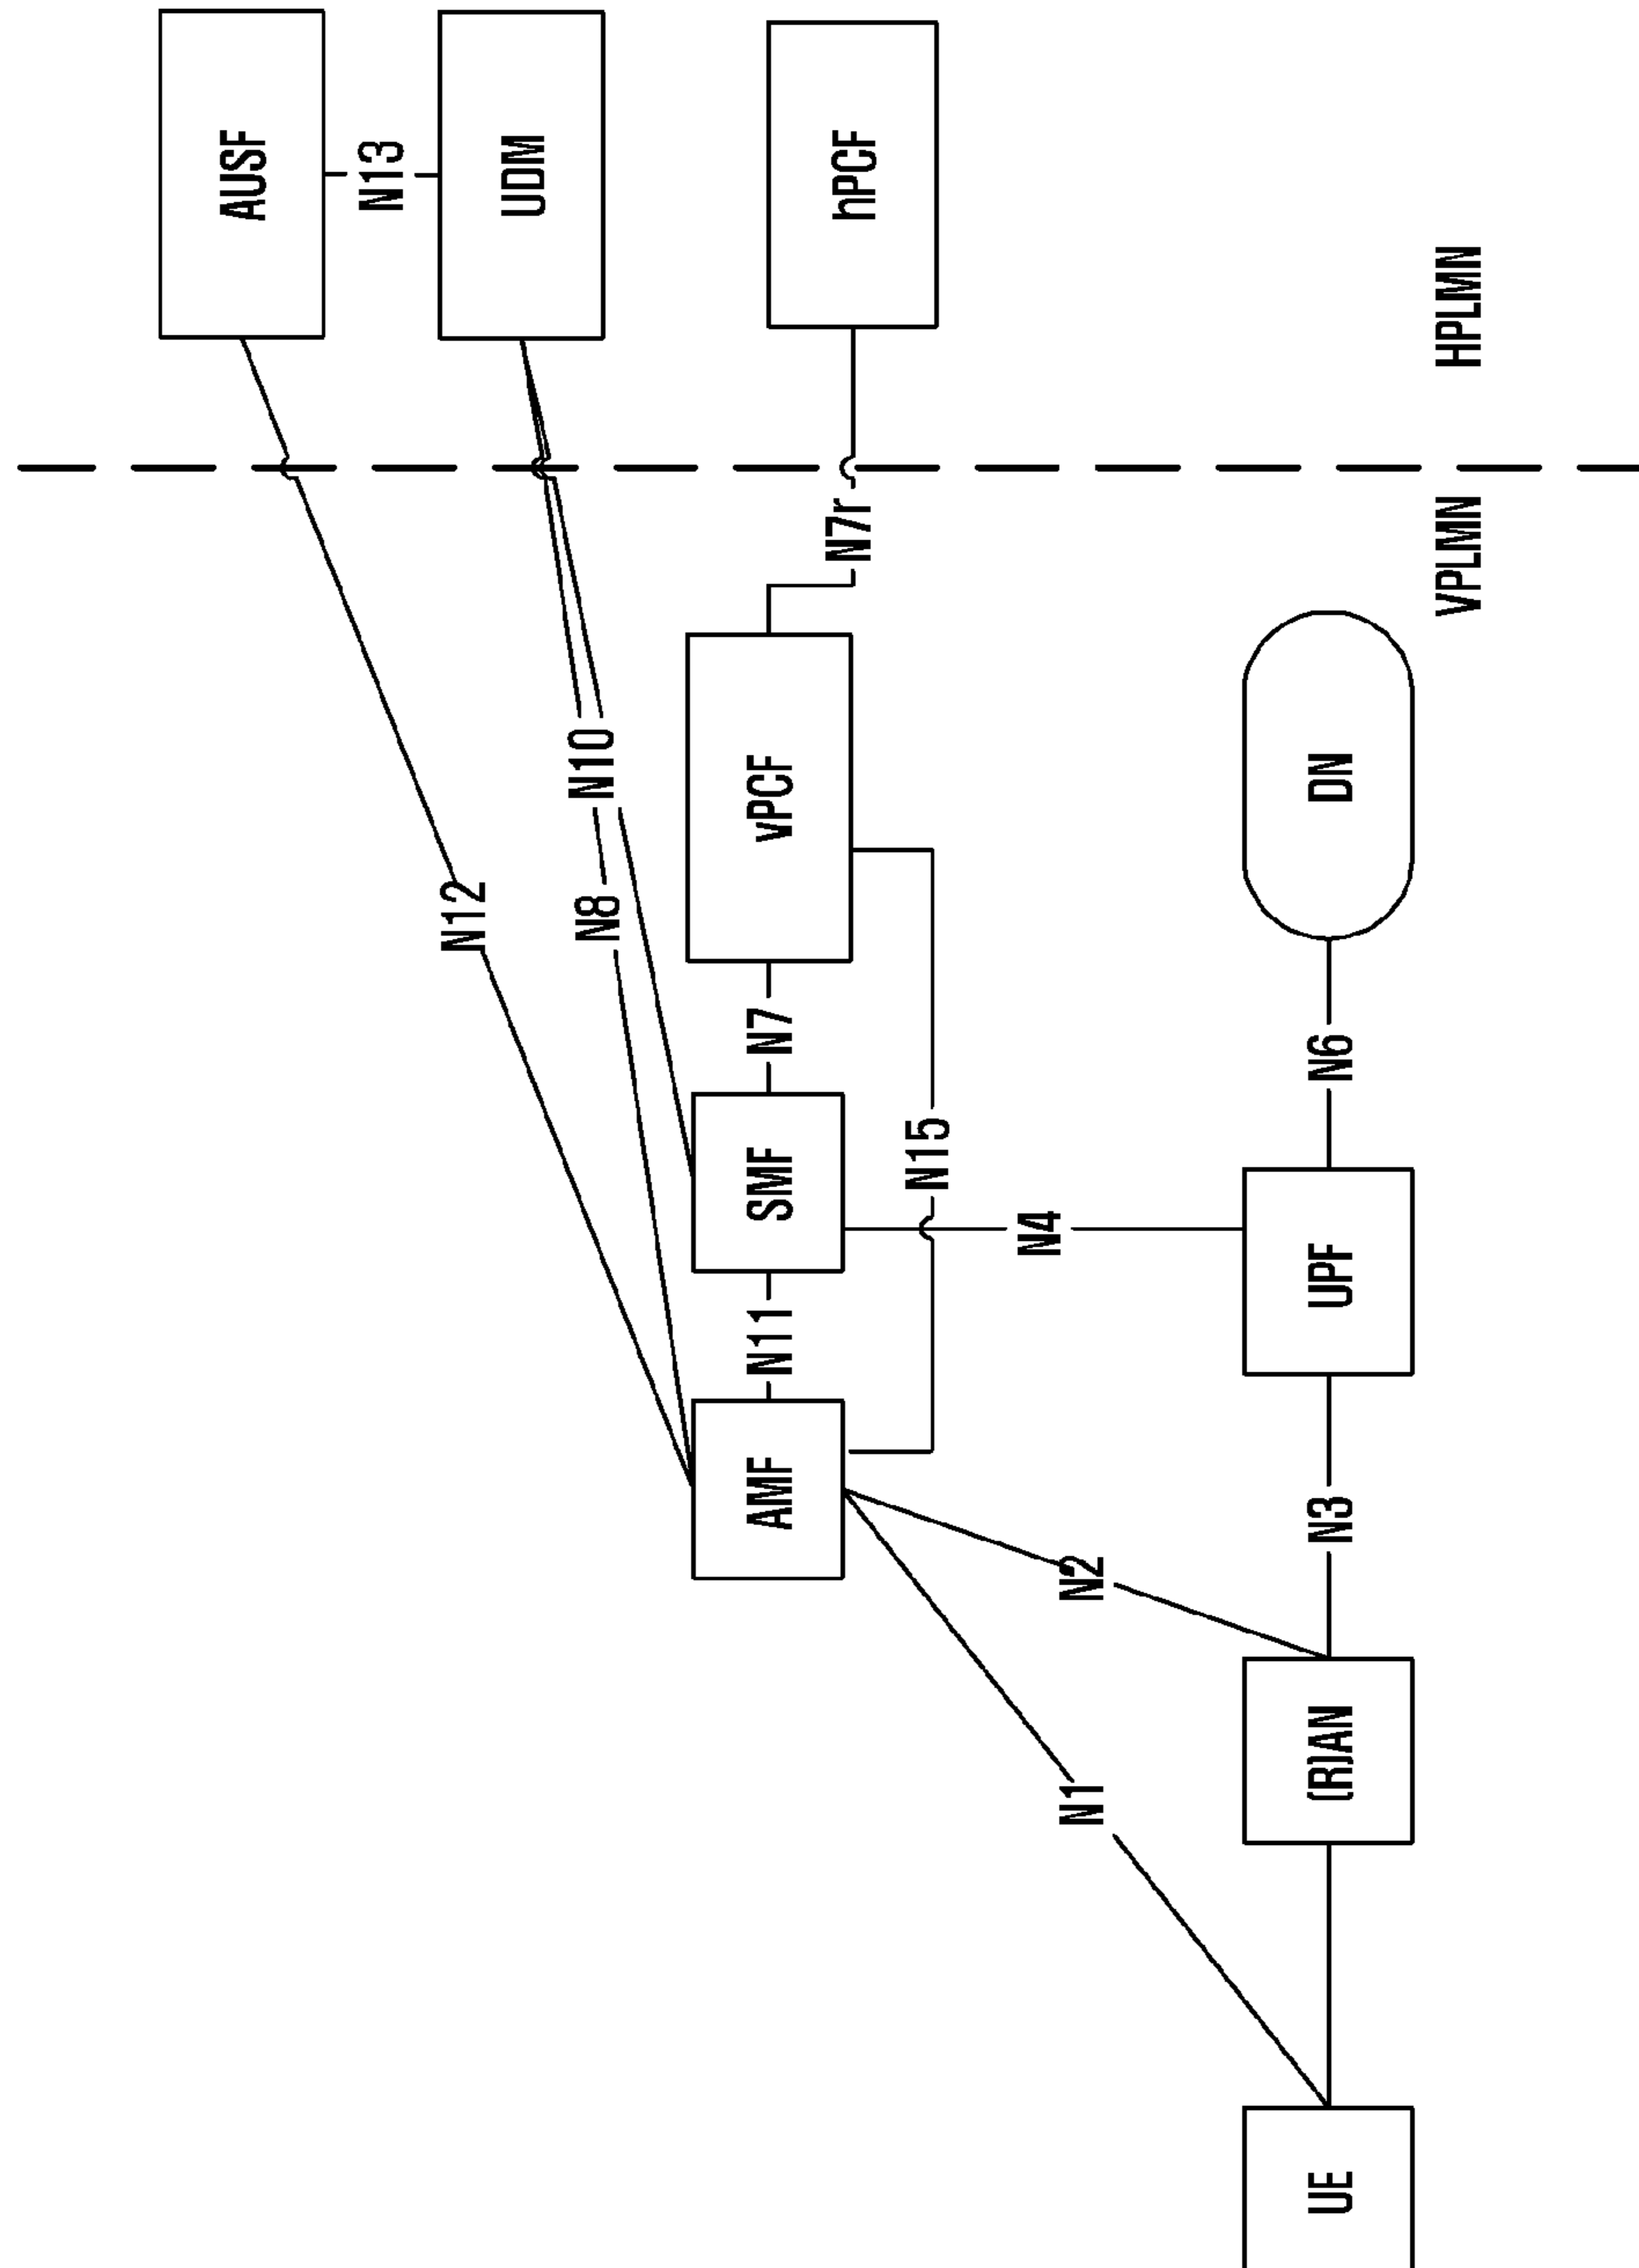 AUSF
N13
UDM
hPCF
N12
N10
N8
N7r
AMF
N11
SMF
N7
vPCF
N15
N1
N2
N4
UE
(R)AN
N3
UPF
N6
DN
VPLMN
HPLMN